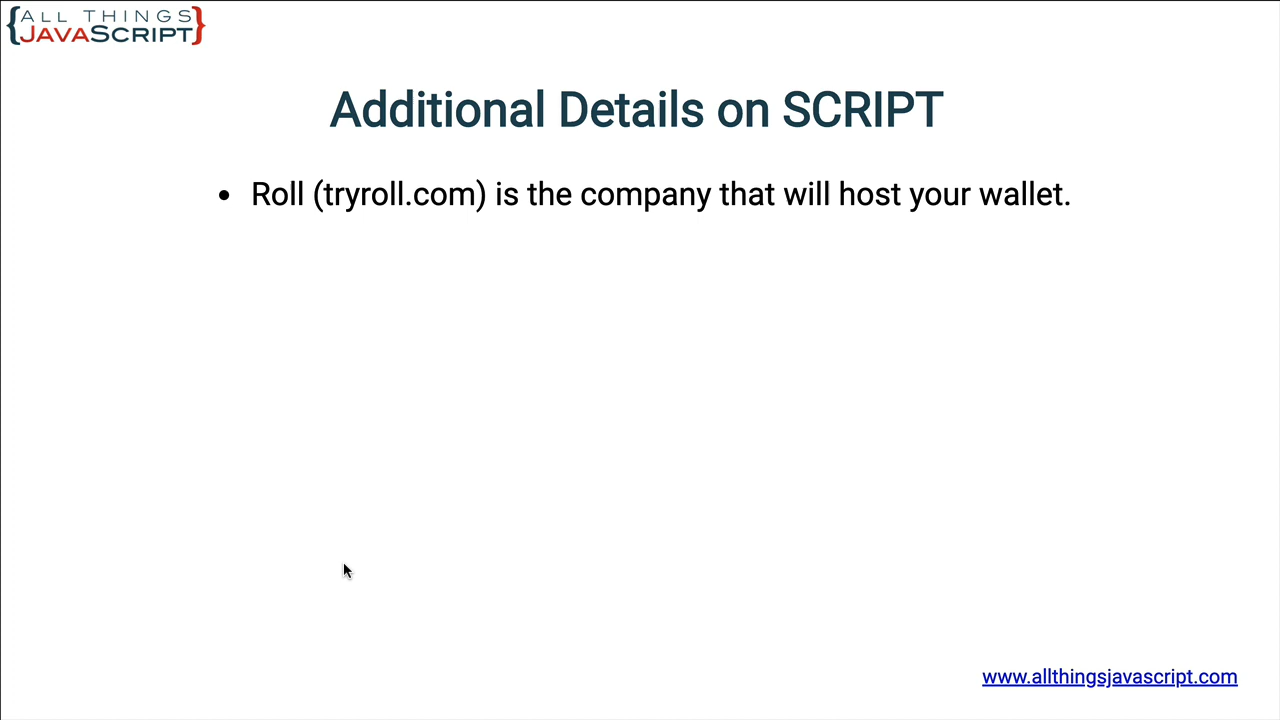 {ALL THINGS
JAVASCRIPT}
Additional Details on SCRIPT
• Roll (tryroll.com) is the company that will host your wallet.
www.allthingsjavascript.com